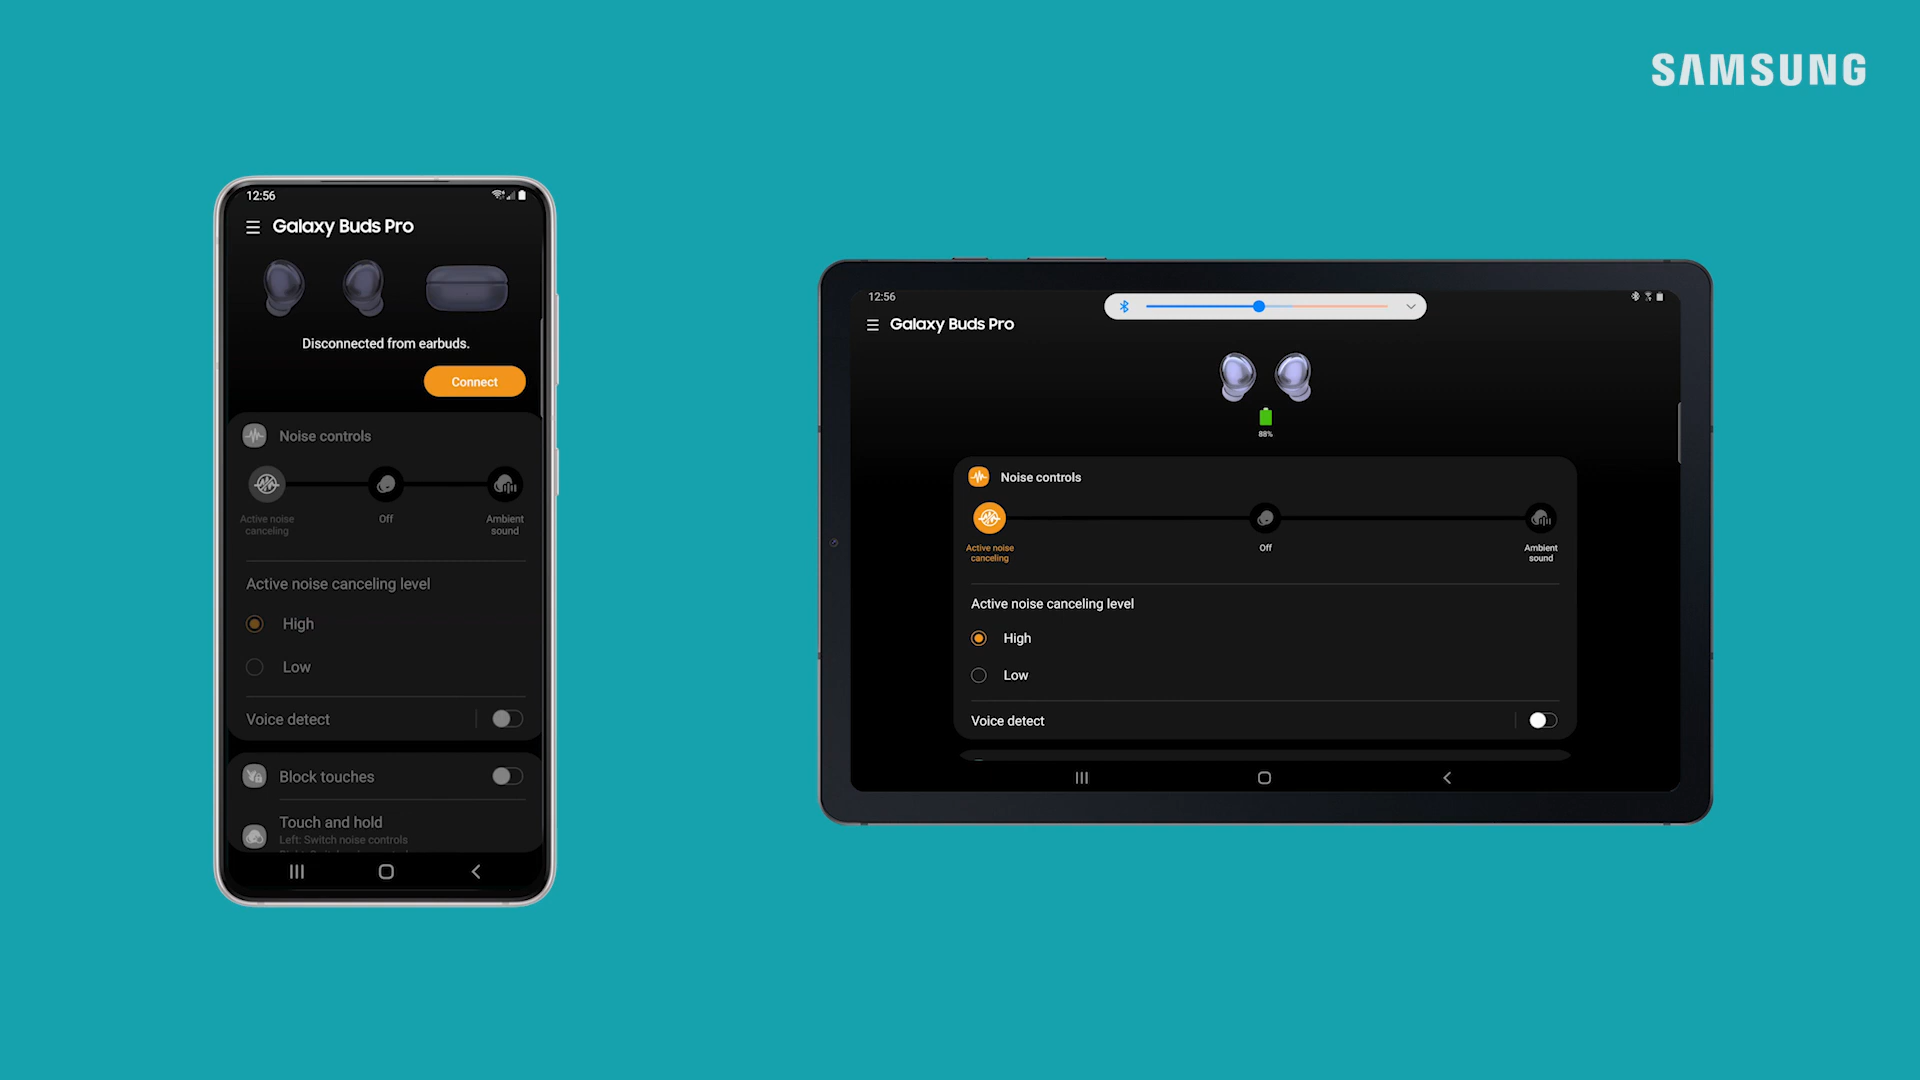 SAMSUNG
12:56
Galaxy Buds Pro
Disconnected from earbuds.
Connect
Noise controls
Active noise
canceling
Off
Ambient
sound
Active noise canceling level
High
Low
Voice detect
Block touches
Touch and hold
Left: Switch noise controls
12:56
Galaxy Buds Pro
88%
Noise controls
Active noise
canceling
Off
Ambient
sound
Active noise canceling level
High
Low
Voice detect